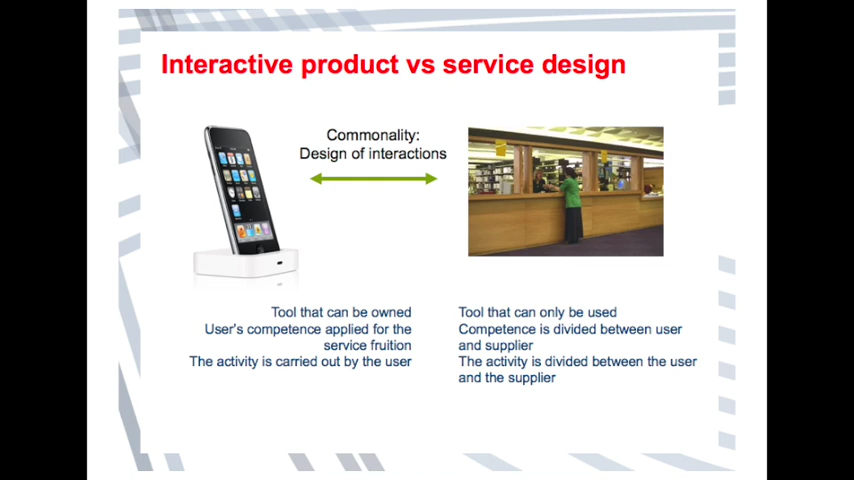 Interactive product vs service design
Commonality:
Design of interactions
Tool that can be owned
User's competence applied for the
service fruition
The activity is carried out by the user
Tool that can only be used
Competence is divided between user
and supplier
The activity is divided between the user
and the supplier